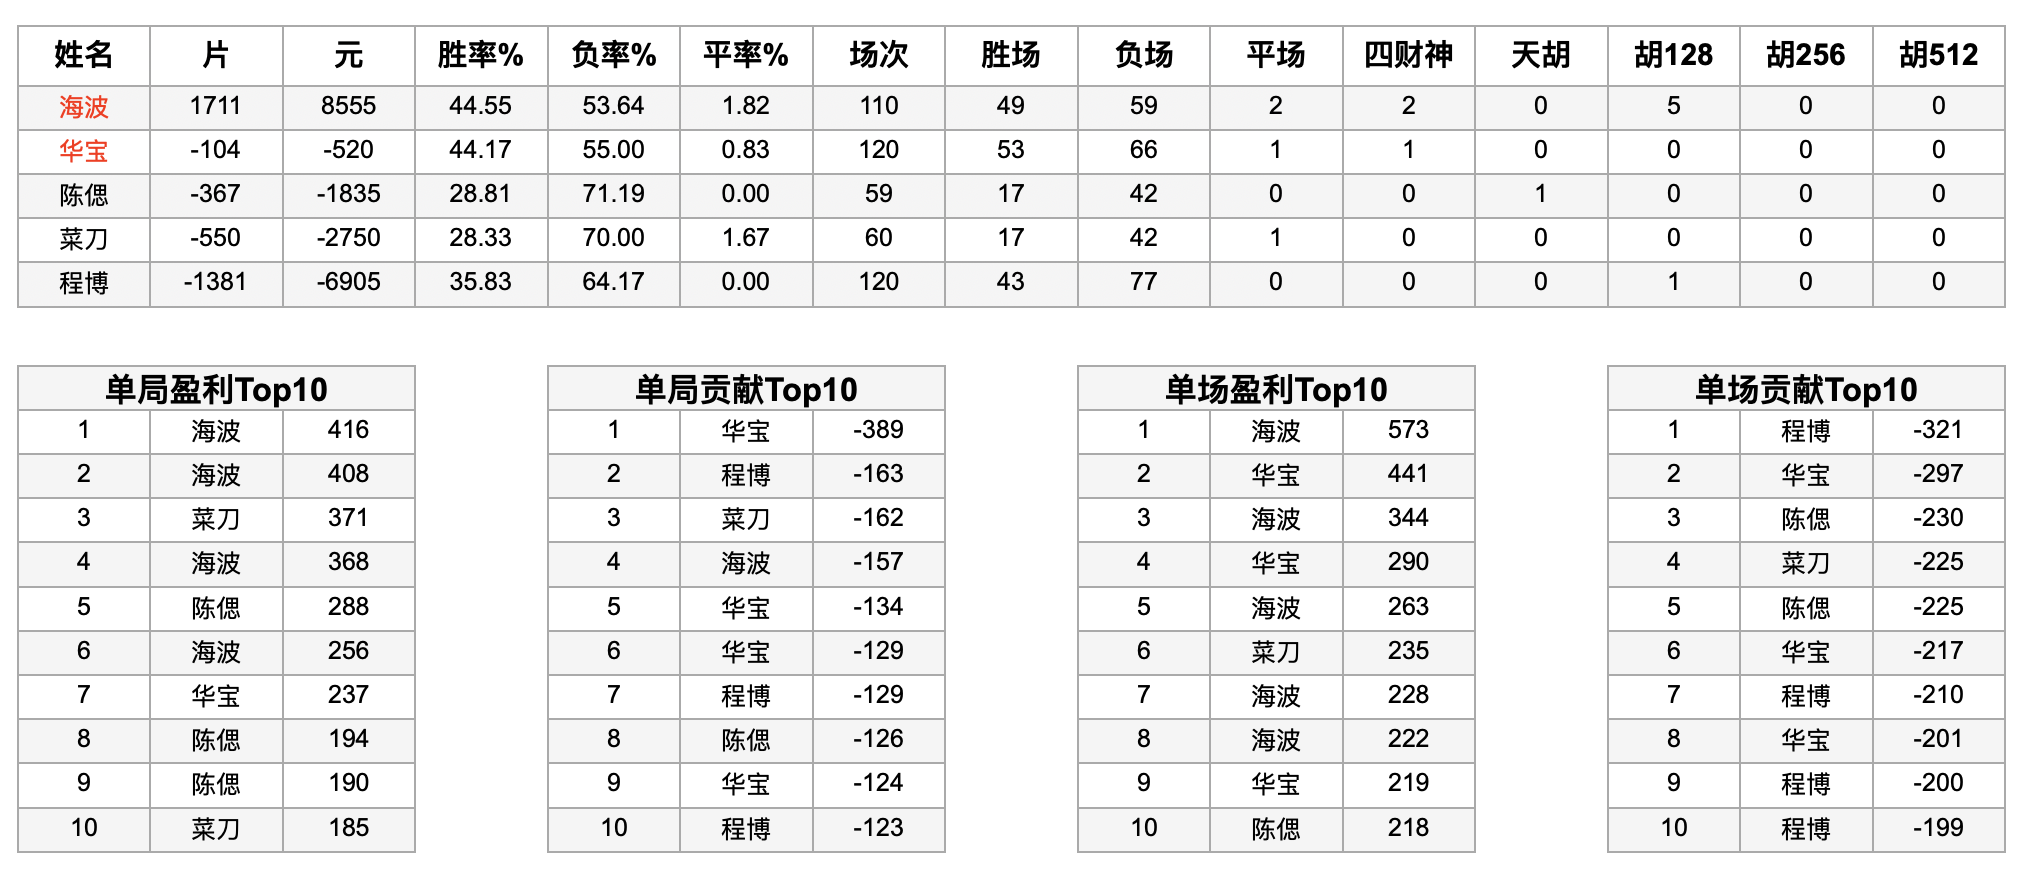 姓名 片 元 胜率% 负率% 平率% 场次 胜场 负场 平场 四财神 天胡 胡128 胡256 胡512
海波 1711 8555 44.55 53.64 1.82 110 49 59 2 2 0 5 0 0
华宝 -104 -520 44.17 55.00 0.83 120 53 66 1 1 0 0 0 0
陈偲 -367 -1835 28.81 71.19 0.00 59 17 42 0 0 1 0 0 0
菜刀 -550 -2750 28.33 70.00 1.67 60 17 42 1 0 0 0 0 0
程博 -1381 -6905 35.83 64.17 0.00 120 43 77 0 0 0 1 0 0
单局盈利Top10
1 海波 416
2 海波 408
3 菜刀 371
4 海波 368
5 陈偲 288
6 海波 256
7 华宝 237
8 陈偲 194
9 陈偲 190
10 菜刀 185
单局贡献Top10
1 华宝 -389
2 程博 -163
3 菜刀 -162
4 海波 -157
5 华宝 -134
6 华宝 -129
7 程博 -129
8 陈偲 -126
9 华宝 -124
10 程博 -123
单场盈利Top10
1 海波 573
2 华宝 441
3 海波 344
4 华宝 290
5 海波 263
6 菜刀 235
7 海波 228
8 海波 222
9 华宝 219
10 陈偲 218
单场贡献Top10
1 程博 -321
2 华宝 -297
3 陈偲 -230
4 菜刀 -225
5 陈偲 -225
6 华宝 -217
7 程博 -210
8 华宝 -201
9 程博 -200
10 程博 -199